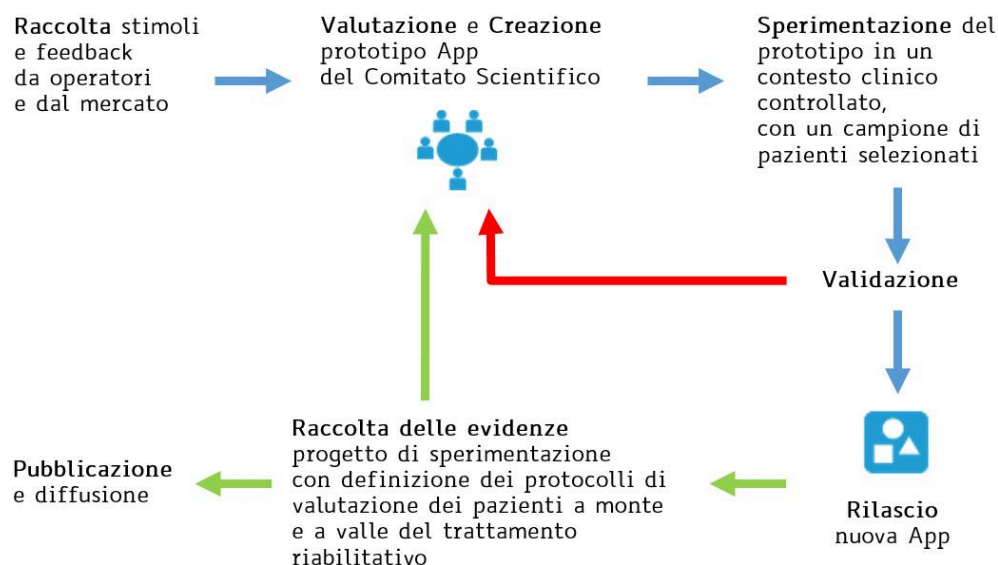 Raccolta stimoli
e feedback
da operatori
e dal mercato
Valutazione e Creazione
prototipo App
del Comitato Scientifico
Sperimentazione del
prototipo in un
contesto clinico
controllato,
con un campione di
pazienti selezionati
Validazione
Rilascio
nuova App
Raccolta delle evidenze
progetto di sperimentazione
con definizione dei protocolli di
valutazione dei pazienti a monte
e a valle del trattamento
riabilitativo
Pubblicazione
e diffusione